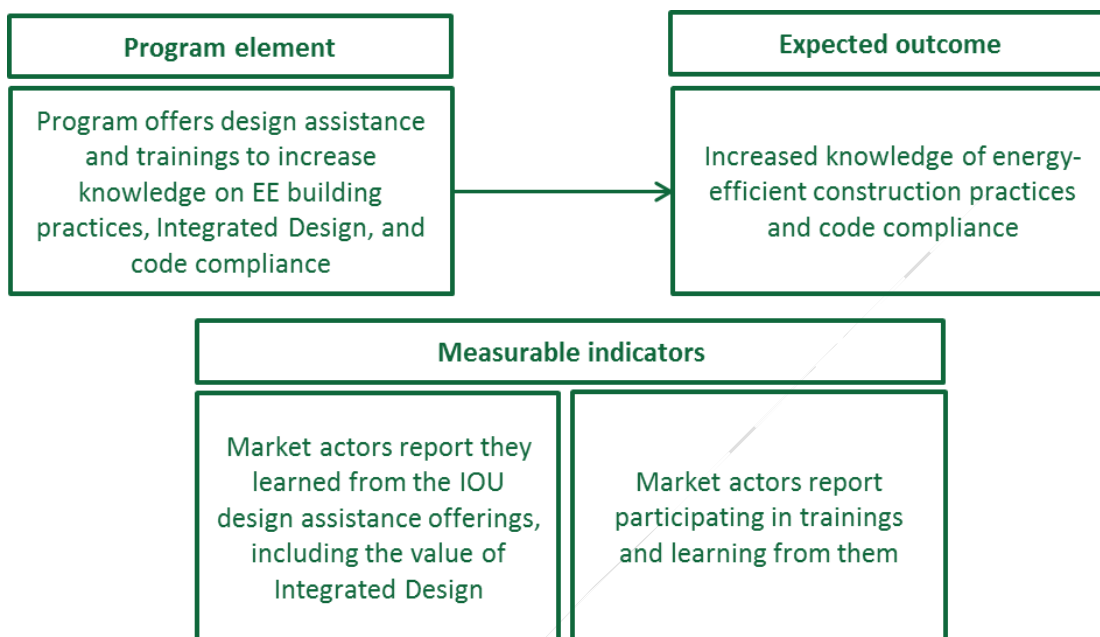 Program element
Program offers design assistance
and trainings to increase
knowledge on EE building
practices, Integrated Design, and
code compliance
Expected outcome
Increased knowledge of energy-
efficient construction practices
and code compliance
Measurable indicators
Market actors report they
learned from the IOU
design assistance offerings,
including the value of
Integrated Design
Market actors report
participating in trainings
and learning from them